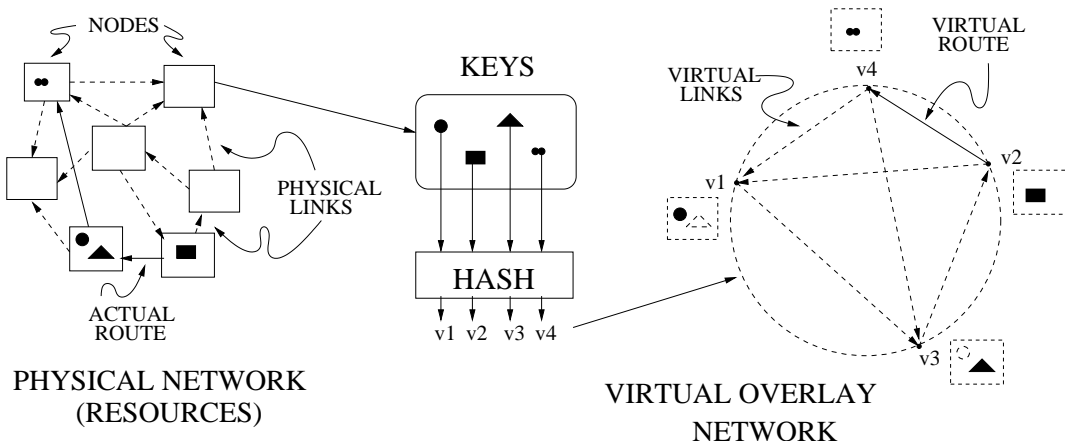 NODES
KEYS
PHYSICAL
LINKS
ACTUAL
ROUTE
HASH
v1 v2 v3 v4
PHYSICAL NETWORK
(RESOURCES)
VIRTUAL
LINKS
VIRTUAL
ROUTE
v4
v2
v1
v3
VIRTUAL OVERLAY
NETWORK